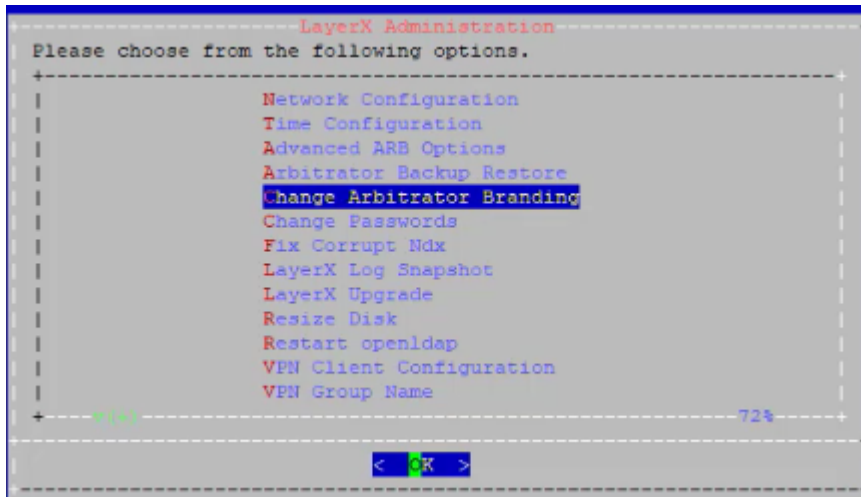 LayerX Administration
Please choose from the following options.
Network Configuration
Time Configuration
Advanced ARB Options
Arbitrator Backup Restore
Change Arbitrator Branding
Change Passwords
Fix Corrupt Ndx
LayerX Log Snapshot
LayerX Upgrade
Resize Disk
Restart openldap
VPN Client Configuration
VPN Group Name
72%
< OK >